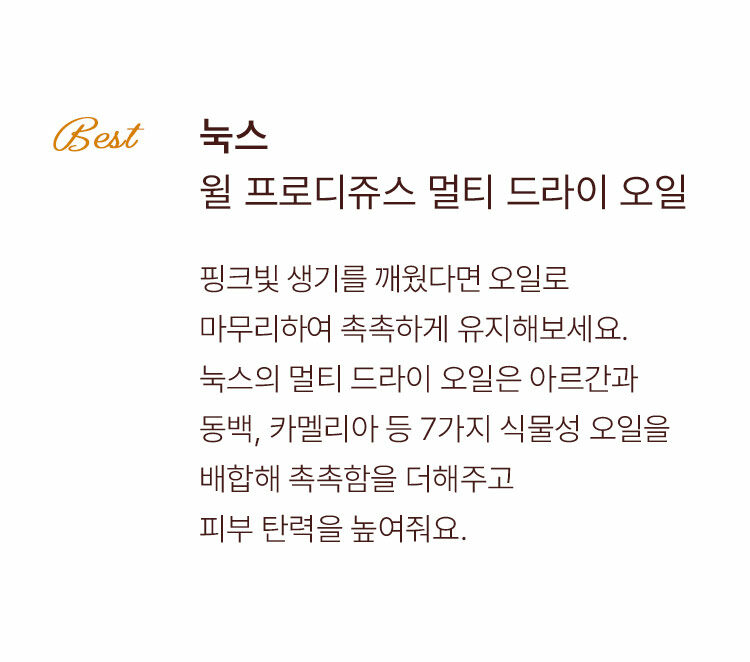 Best
눅스
윌 프로디쥬스 멀티 드라이 오일
핑크빛 생기를 깨웠다면 오일로
마무리하여 촉촉하게 유지해보세요.
눅스의 멀티 드라이 오일은 아르간과
동백, 카멜리아 등 7가지 식물성 오일을
배합해 촉촉함을 더해주고
피부 탄력을 높여줘요.